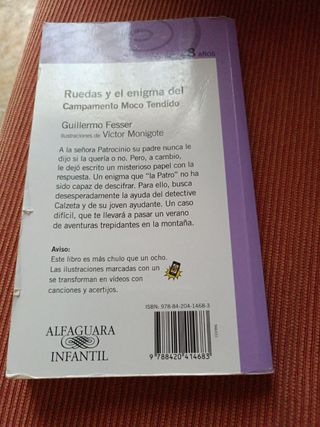 8 AÑOS
Ruedas y el enigma del
Campamento Moco Tendido
Guillermo Fesser
Ilustraciones de Víctor Monigote
A la señora Patrocinio su padre nunca le
dijo si la quería o no. Pero, a cambio,
le dejó escrito un misterioso papel con la
respuesta. Un enigma que "la Patro" no ha
sido capaz de descifrar. Para ello, busca
desesperadamente la ayuda del detective
Calzeta y de su joven ayudante. Un caso
difícil, que te llevará a pasar un verano
de aventuras trepidantes en la montaña.
Aviso:
Este libro es más chulo que un ocho.
Las ilustraciones marcadas con un
se transforman en vídeos con
canciones y acertijos.
ISBN: 978-84-204-1468-3
9 788420 414683
ALFAGUARA
INFANTIL